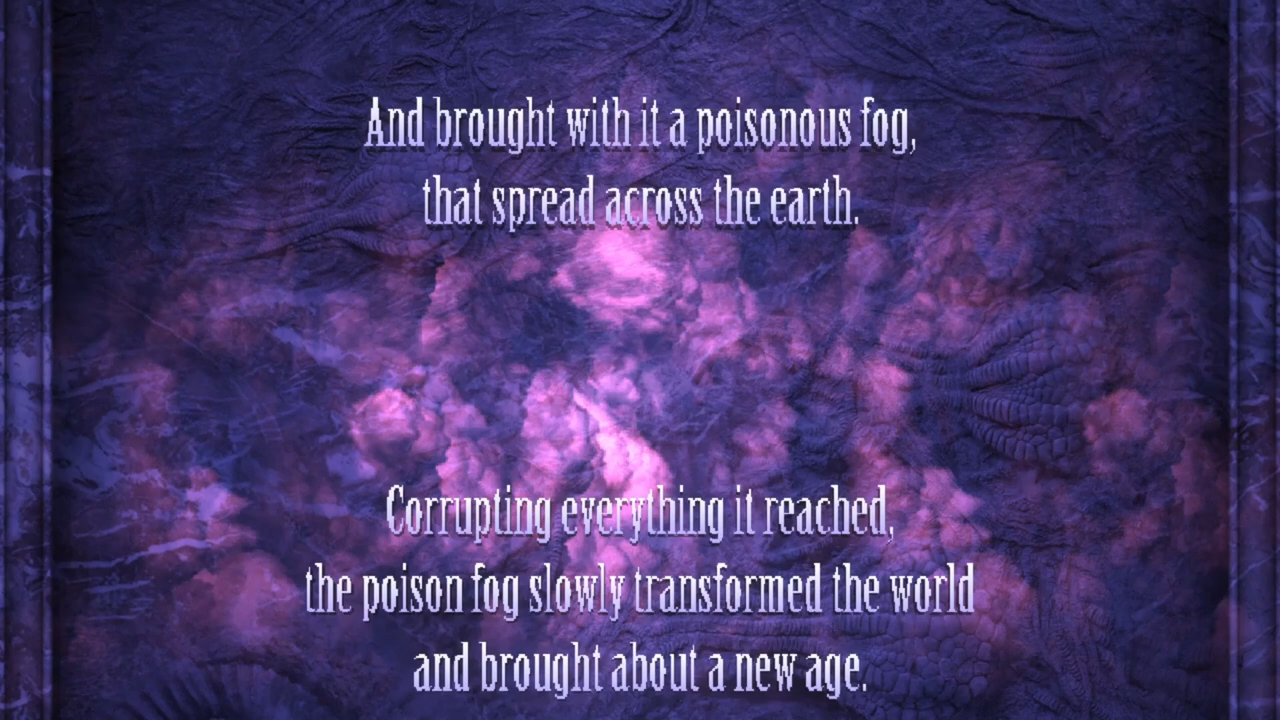 And brought with it a poisonous fog,
that spread across the earth.
Corrupting everything it reached,
the poison fog slowly transformed the world
and brought about a new age.